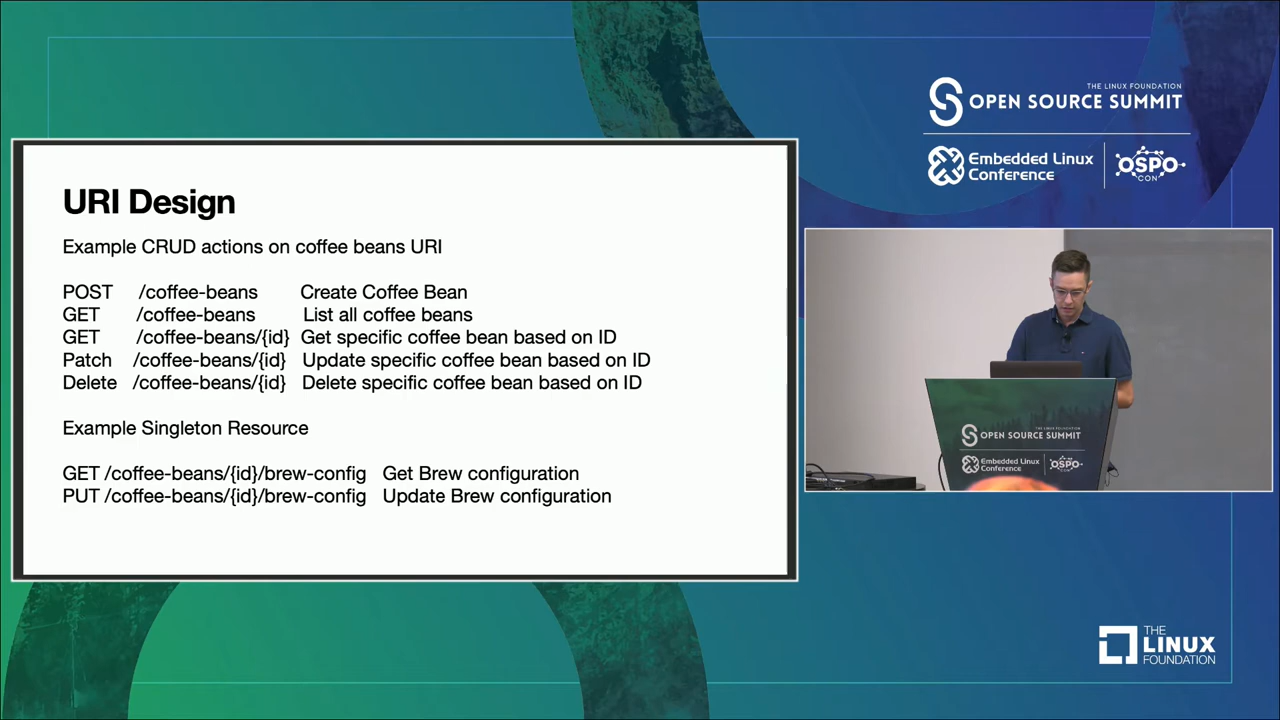 URI Design
Example CRUD actions on coffee beans URI
POST /coffee-beans Create Coffee Bean
GET /coffee-beans List all coffee beans
GET /coffee-beans/{id} Get specific coffee bean based on ID
Patch /coffee-beans/{id} Update specific coffee bean based on ID
Delete /coffee-beans/{id} Delete specific coffee bean based on ID
Example Singleton Resource
GET /coffee-beans/{id}/brew-config Get Brew configuration
PUT /coffee-beans/{id}/brew-config Update Brew configuration
THE LINUX FOUNDATION
OPEN SOURCE SUMMIT
Embedded Linux
Conference
OSPO
CON
THE LINUX FOUNDATION
OPEN SOURCE SUMMIT
Embedded Linux
Conference
OSPO
CON
THE
LINUX
FOUNDATION